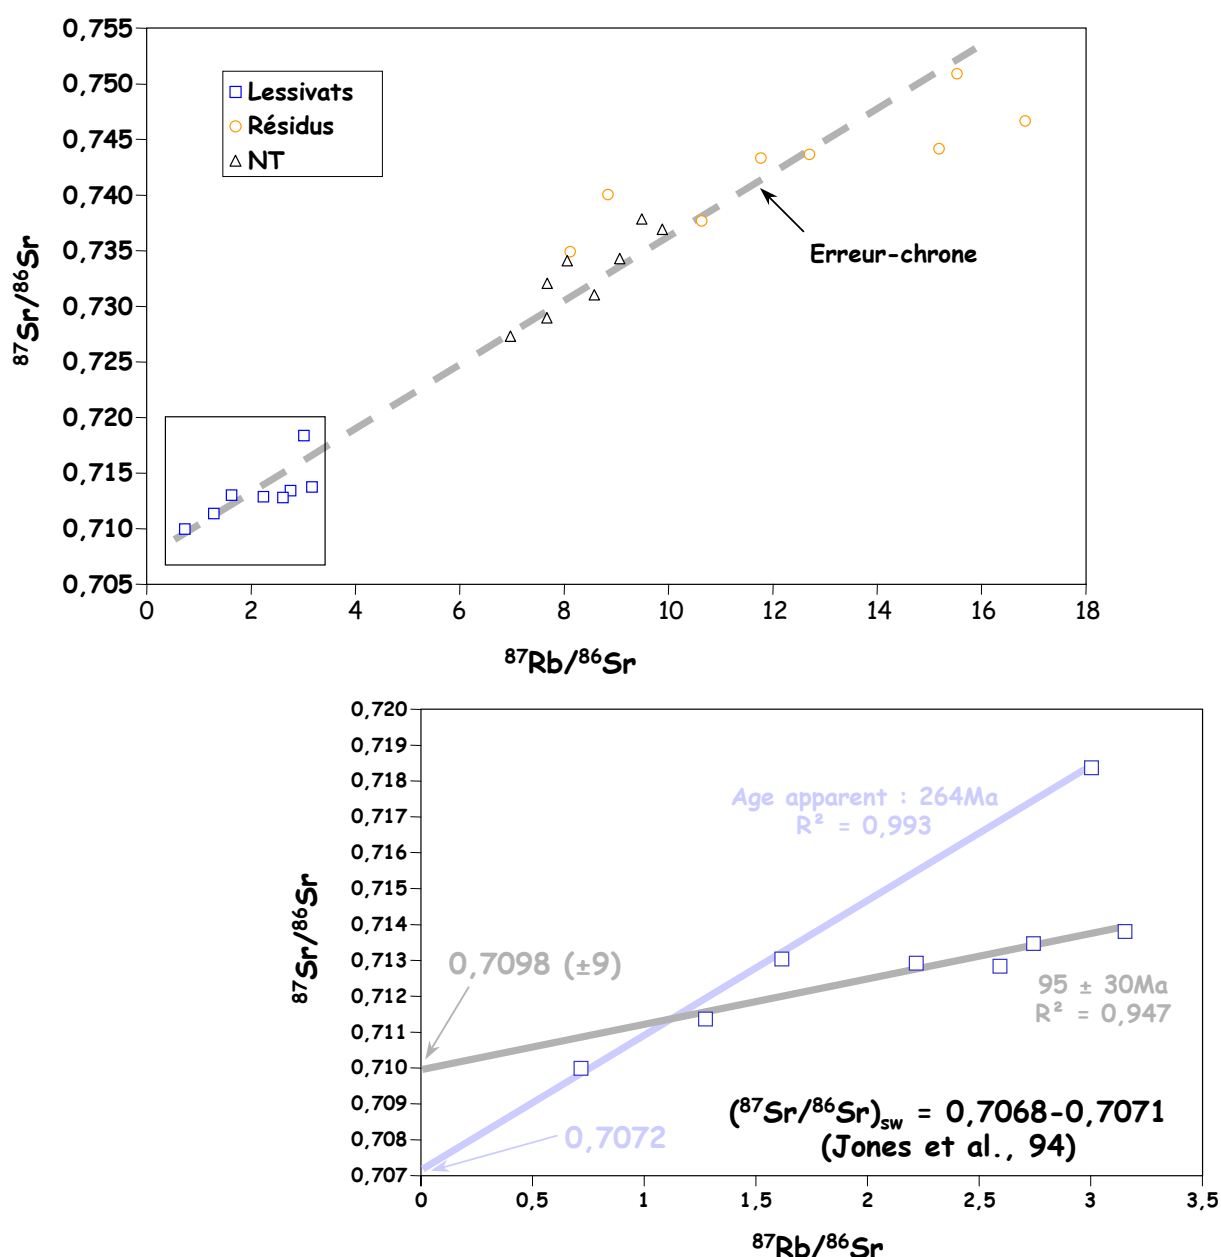 0,755
0,750
0,745
0,740
0,735
0,730
0,725
0,720
0,715
0,710
0,705
⁸⁷Sr/⁸⁶Sr
Lessivats
Résidus
NT
Erreur-chrone
0 2 4 6 8 10 12 14 16 18
⁸⁷Rb/⁸⁶Sr
0,720
0,719
0,718
0,717
0,716
0,715
0,714
0,713
0,712
0,711
0,710
0,709
0,708
0,707
⁸⁷Sr/⁸⁶Sr
Age apparent : 264Ma
R² = 0,993
0,7098 (±9)
95 ± 30Ma
R² = 0,947
0,7072
(⁸⁷Sr/⁸⁶Sr)sw = 0,7068-0,7071
(Jones et al., 94)
0 0,5 1 1,5 2 2,5 3 3,5
⁸⁷Rb/⁸⁶Sr